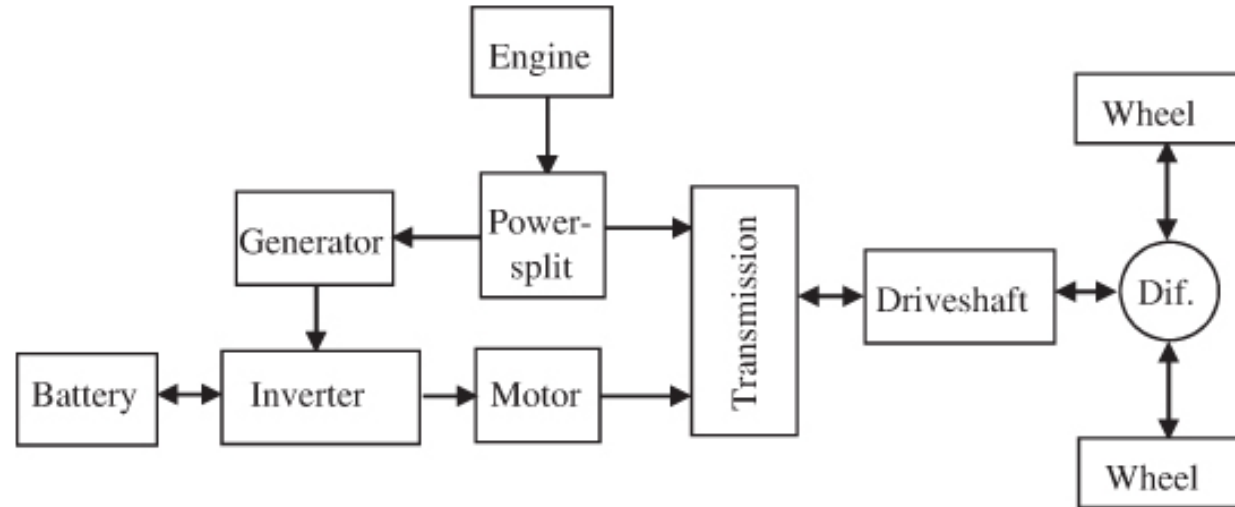 Engine
Wheel
Power-
split
Generator
Transmission
Driveshaft
Dif.
Battery
Inverter
Motor
Wheel